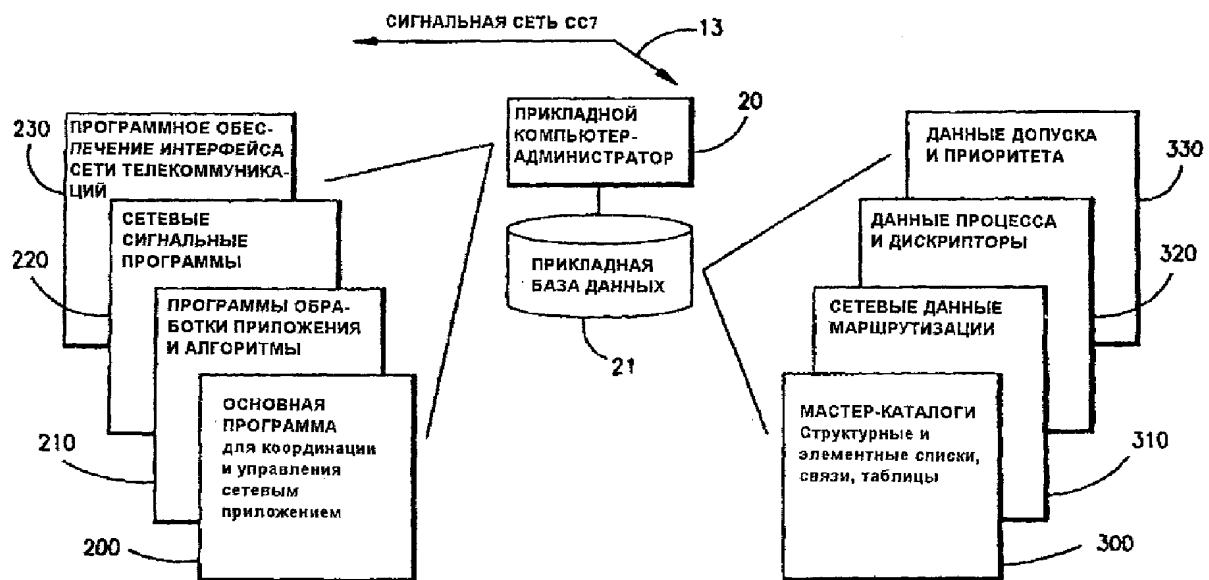 СИГНАЛЬНАЯ СЕТЬ СС7
13
230
ПРОГРАММНОЕ ОБЕС-
ЛЕЧЕНИЕ ИНТЕРФЕЙСА
СЕТИ ТЕЛЕКОММУНИКА-
ЦИЙ
220
СЕТЕВЫЕ
СИГНАЛЬНЫЕ
ПРОГРАММЫ
210
ПРОГРАММЫ ОБРА-
БОТКИ ПРИЛОЖЕНИЯ
И АЛГОРИТМЫ
200
ОСНОВНАЯ
ПРОГРАММА
для координации
и управления
сетевым
приложением
20
ПРИКЛАДНОЙ
КОМПЬЮТЕР-
АДМИНИСТРАТОР
ПРИКЛАДНАЯ
БАЗА ДАННЫХ
21
ДАННЫЕ ДОПУСКА
И ПРИОРИТЕТА
330
ДАННЫЕ ПРОЦЕССА
И ДИСКРИПТОРЫ
320
СЕТЕВЫЕ ДАННЫЕ
МАРШРУТИЗАЦИИ
310
МАСТЕР-КАТАЛОГИ
Структурные и
элементные списки,
связи, таблицы
300